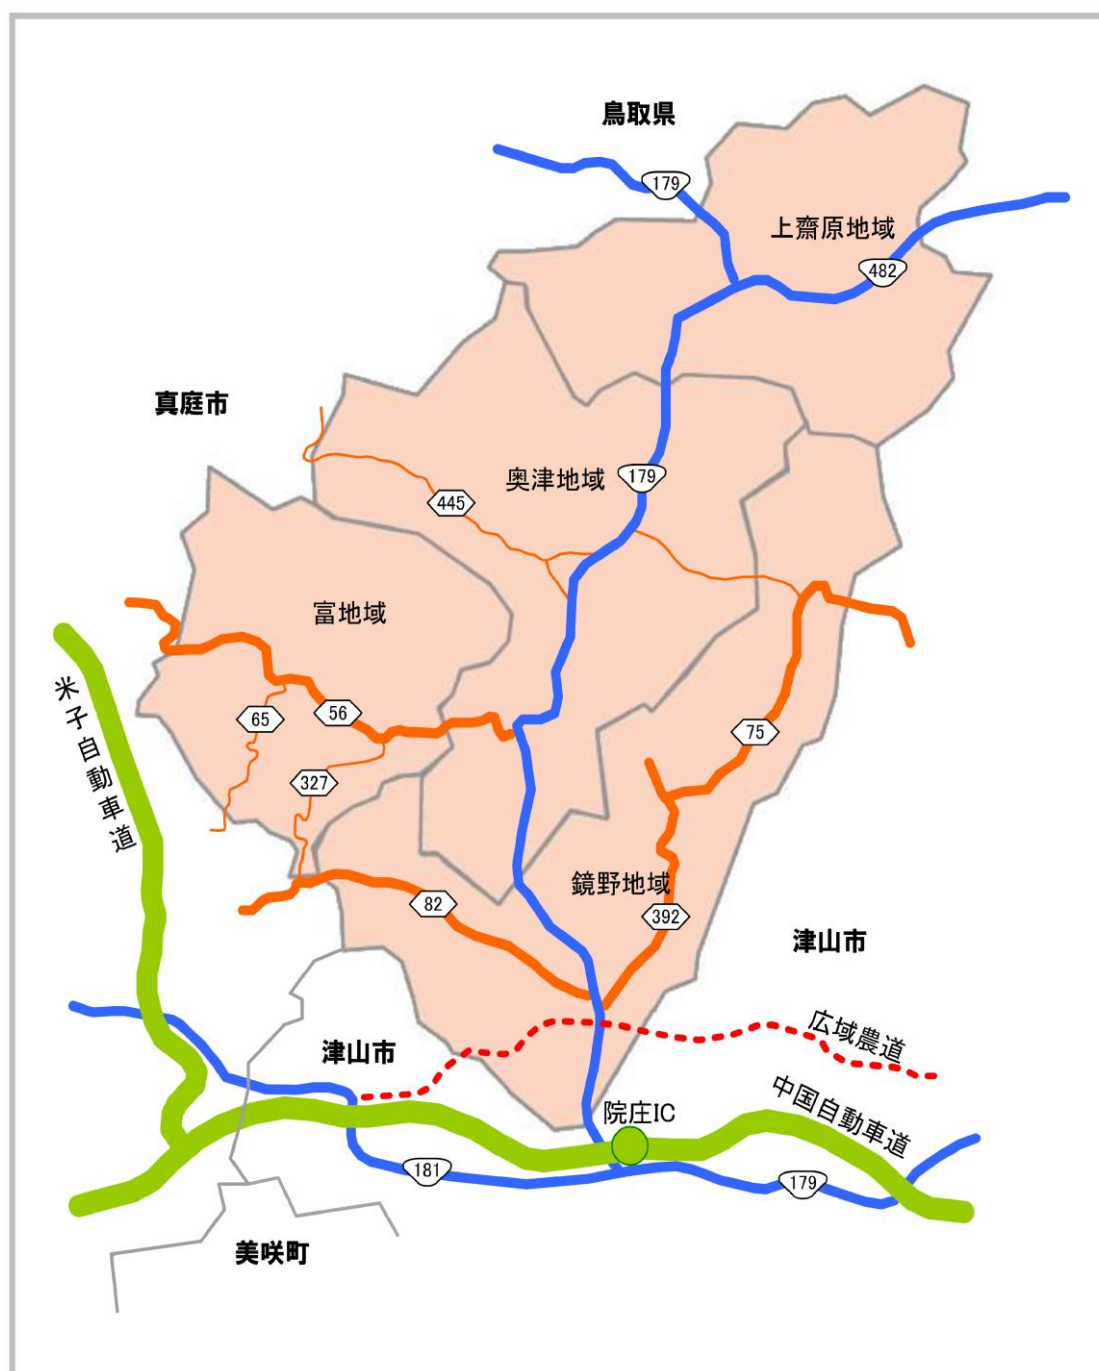 鳥取県
179
上齋原地域
482
真庭市
奥津地域
179
445
富地域
米子自動車道
65
56
75
327
鏡野地域
82
392
津山市
広域農道
津山市
中国自動車道
院庄IC
181
179
美咲町